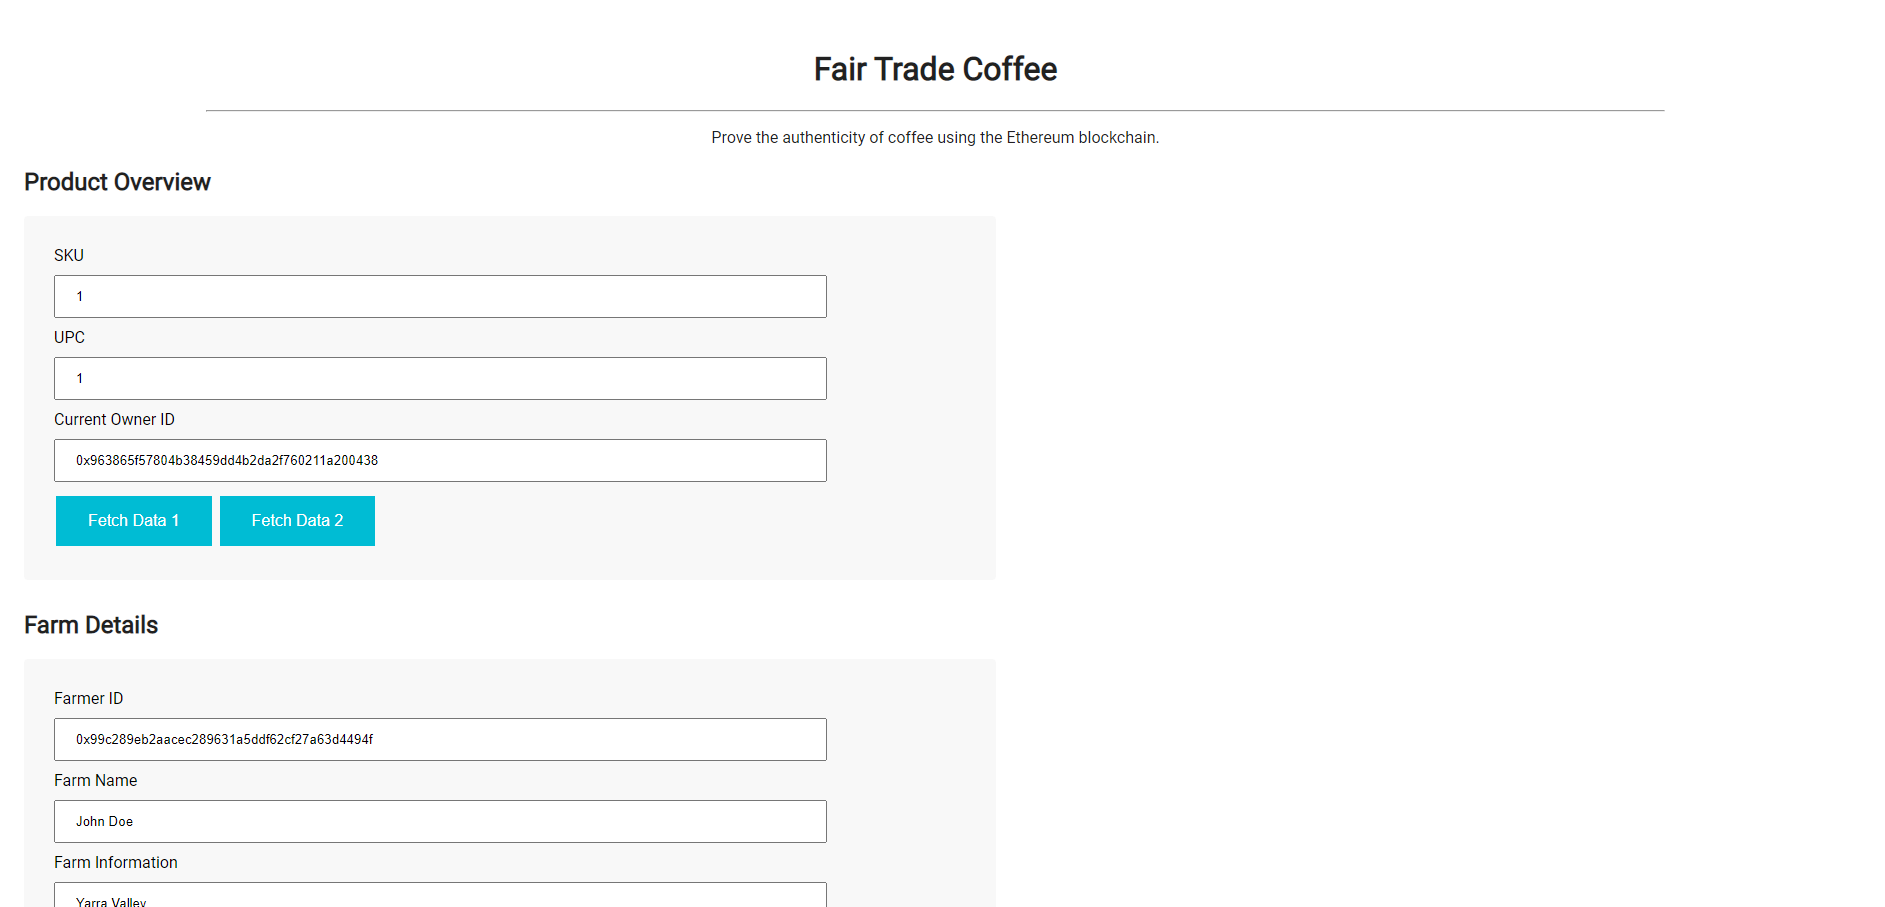 Fair Trade Coffee
Prove the authenticity of coffee using the Ethereum blockchain.
Product Overview
SKU
1
UPC
1
Current Owner ID
0x963865f57804b38459dd4b2da2f760211a200438
Fetch Data 1
Fetch Data 2
Farm Details
Farmer ID
0x99c289eb2aacec289631a5ddf62cf27a63d4494f
Farm Name
John Doe
Farm Information
Yarra Valley